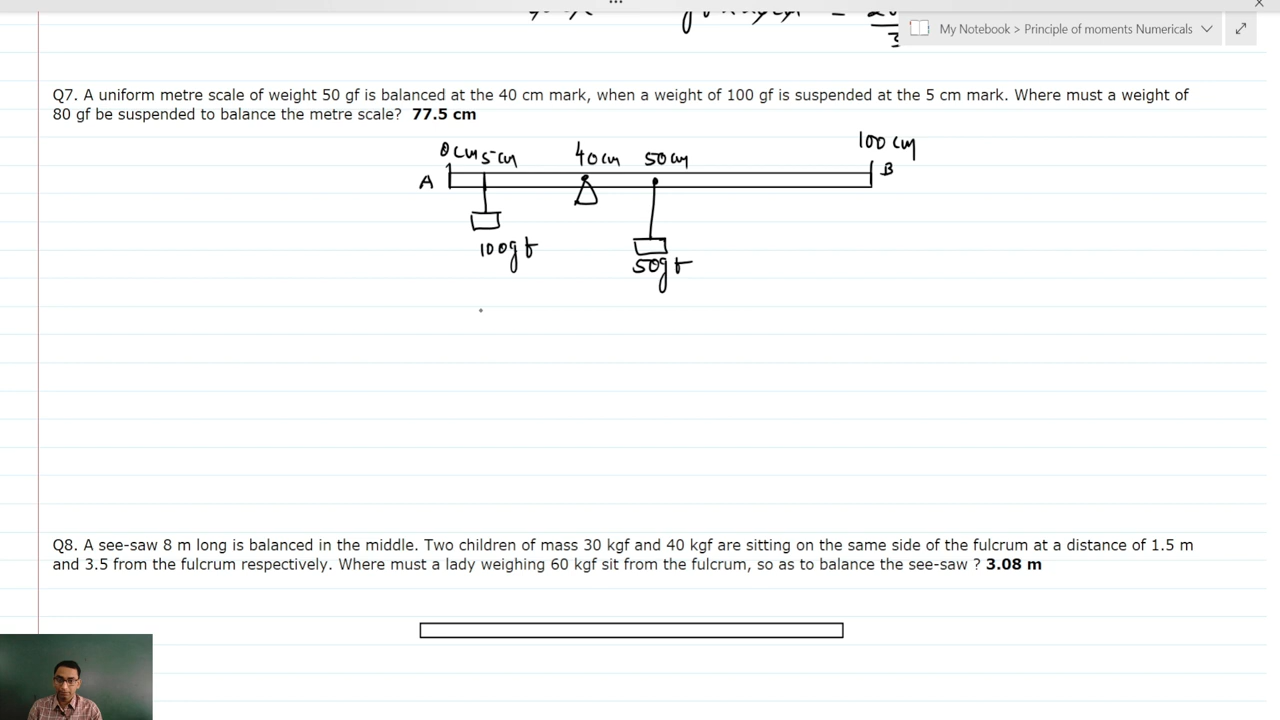 My Notebook > Principle of moments Numericals
3
Q7. A uniform metre scale of weight 50 gf is balanced at the 40 cm mark, when a weight of 100 gf is suspended at the 5 cm mark. Where must a weight of
80 gf be suspended to balance the metre scale? 77.5 cm
0cm 5cm 40cm 50cm 100 cm
A B
100gf
50gf
Q8. A see-saw 8 m long is balanced in the middle. Two children of mass 30 kgf and 40 kgf are sitting on the same side of the fulcrum at a distance of 1.5 m
and 3.5 from the fulcrum respectively. Where must a lady weighing 60 kgf sit from the fulcrum, so as to balance the see-saw ? 3.08 m